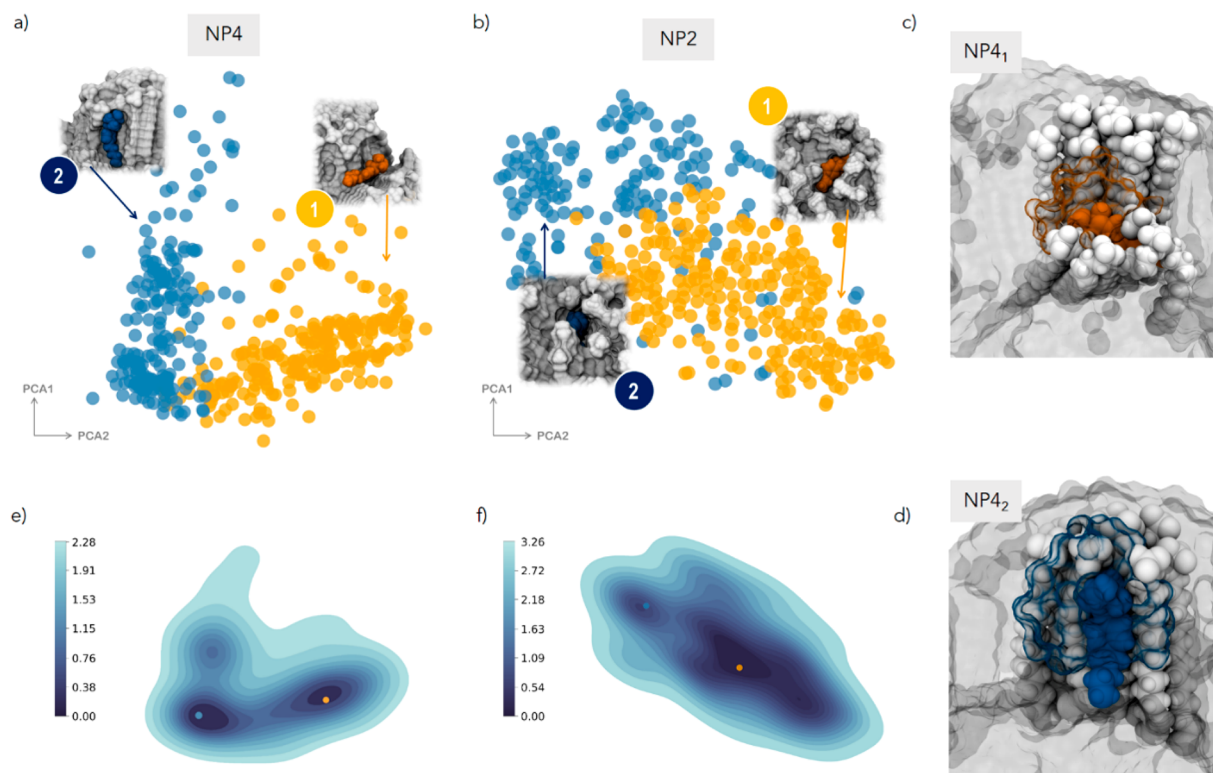 a)
NP4
2
1
PCA1
PCA2
b)
NP2
1
2
PCA1
PCA2
c)
NP4₁
e)
2.28
1.91
1.53
1.15
0.76
0.38
0.00
f)
3.26
2.72
2.18
1.63
1.09
0.54
0.00
NP4₂
d)